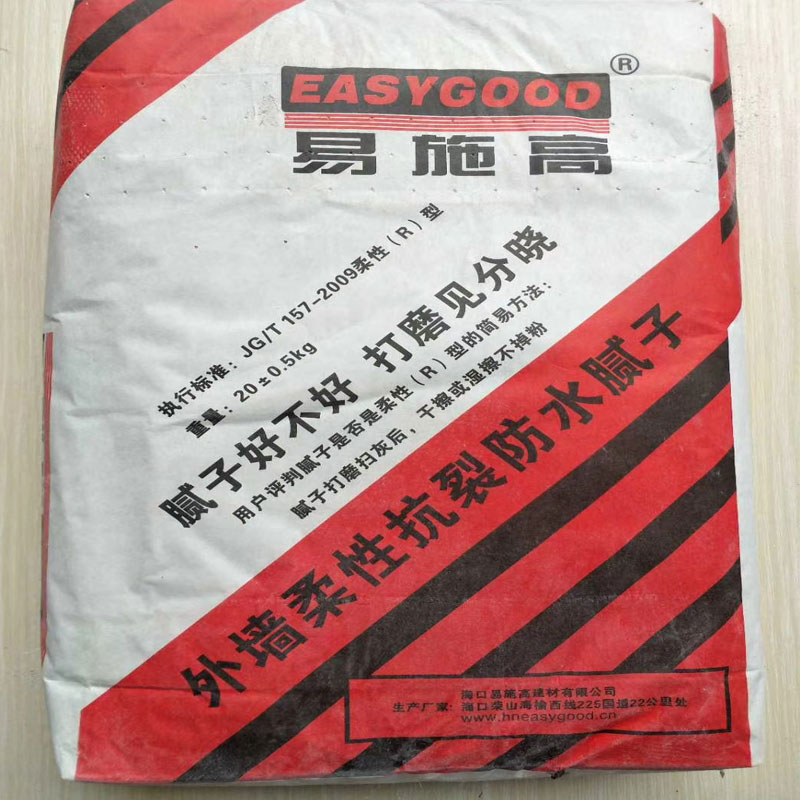 EASYGOOD®
易施高
执行标准：JG/T 157-2009柔性（R）型
重量：20±0.5kg
腻子好不好 打磨见分晓
用户评判腻子是否是柔性（R）型的简易方法：
腻子打磨扫灰后，干擦或湿擦不掉粉
外墙柔性抗裂防水腻子
海口易施高建材有限公司
生产厂家：海口荣山海榆西线225国道22公里处
www.hneasygood.cn